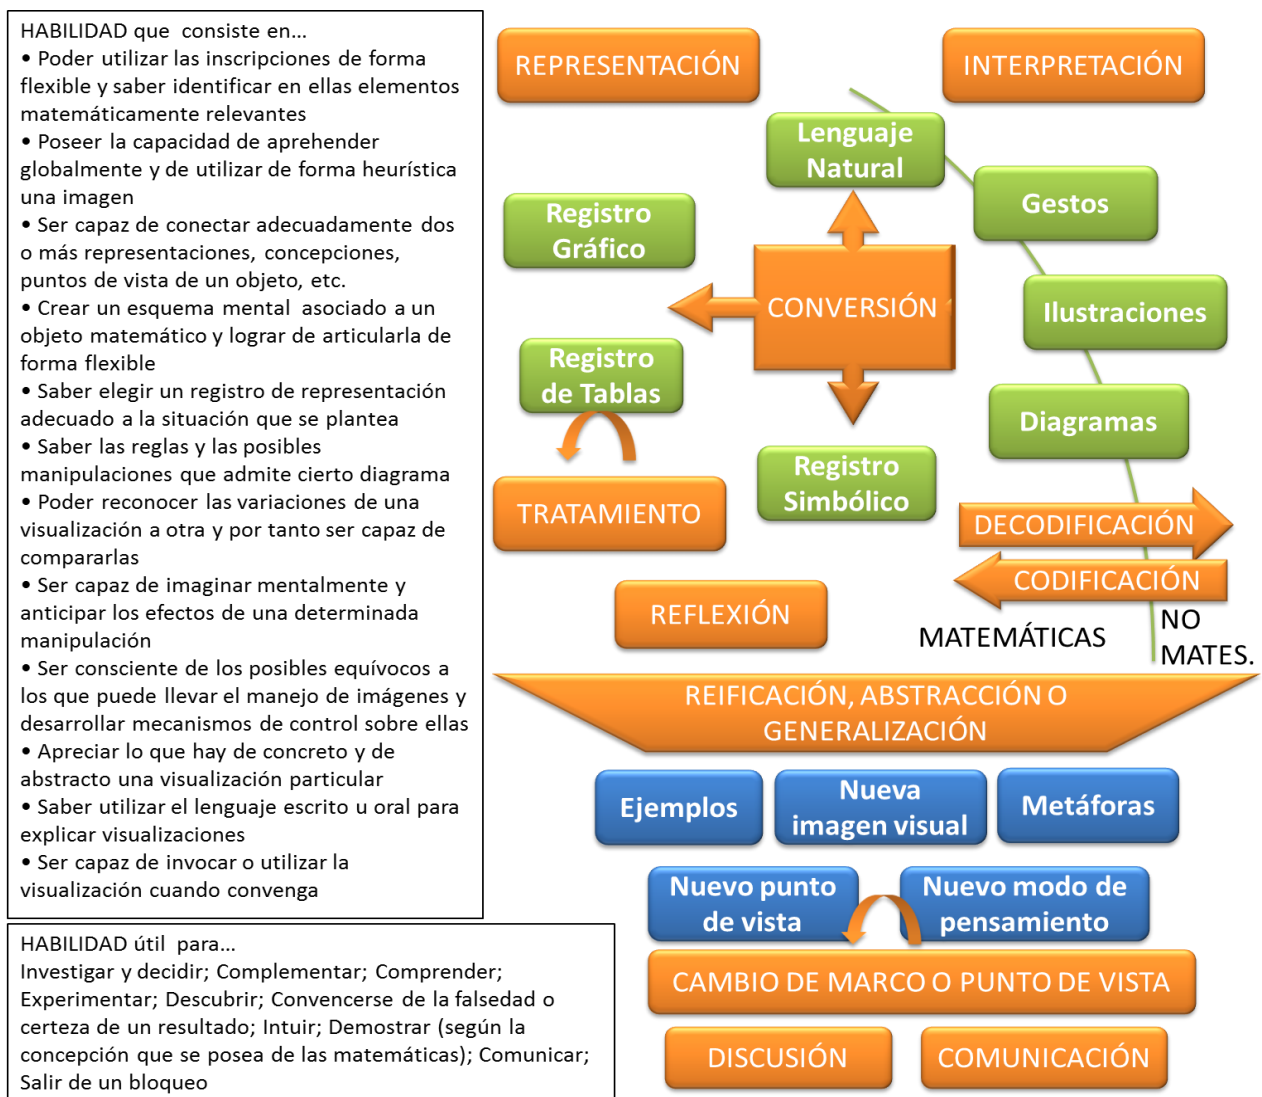 HABILIDAD que consiste en...
• Poder utilizar las inscripciones de forma
flexible y saber identificar en ellas elementos
matemáticamente relevantes
• Poseer la capacidad de aprehender
globalmente y de utilizar de forma heurística
una imagen
• Ser capaz de conectar adecuadamente dos
o más representaciones, concepciones,
puntos de vista de un objeto, etc.
• Crear un esquema mental asociado a un
objeto matemático y lograr de articularla de
forma flexible
• Saber elegir un registro de representación
adecuado a la situación que se plantea
• Saber las reglas y las posibles
manipulaciones que admite cierto diagrama
• Poder reconocer las variaciones de una
visualización a otra y por tanto ser capaz de
compararlas
• Ser capaz de imaginar mentalmente y
anticipar los efectos de una determinada
manipulación
• Ser consciente de los posibles equívocos a
los que puede llevar el manejo de imágenes y
desarrollar mecanismos de control sobre ellas
• Apreciar lo que hay de concreto y de
abstracto una visualización particular
• Saber utilizar el lenguaje escrito u oral para
explicar visualizaciones
• Ser capaz de invocar o utilizar la
visualización cuando convenga
HABILIDAD útil para...
Investigar y decidir; Complementar; Comprender;
Experimentar; Descubrir; Convencerse de la falsedad o
certeza de un resultado; Intuir; Demostrar (según la
concepción que se posea de las matemáticas); Comunicar;
Salir de un bloqueo
REPRESENTACIÓN
INTERPRETACIÓN
Lenguaje
Natural
Gestos
Registro
Gráfico
CONVERSIÓN
Ilustraciones
Registro
de Tablas
Diagramas
Registro
Simbólico
TRATAMIENTO
DECODIFICACIÓN
CODIFICACIÓN
REFLEXIÓN
MATEMÁTICAS
NO
MATES.
REIFICACIÓN, ABSTRACCIÓN O
GENERALIZACIÓN
Ejemplos
Nueva
imagen visual
Metáforas
Nuevo punto
de vista
Nuevo modo de
pensamiento
CAMBIO DE MARCO O PUNTO DE VISTA
DISCUSIÓN
COMUNICACIÓN